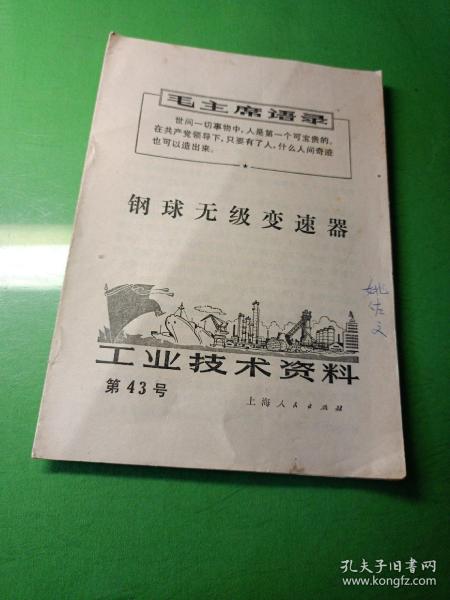 毛主席语录
世间一切事物中，人是第一个可宝贵的。
在共产党领导下，只要有了人，什么人间奇迹
也可以造出来。
钢球无级变速器
工业技术资料
第43号
上海人民出版社
孔夫子旧书网
www.kongfz.com